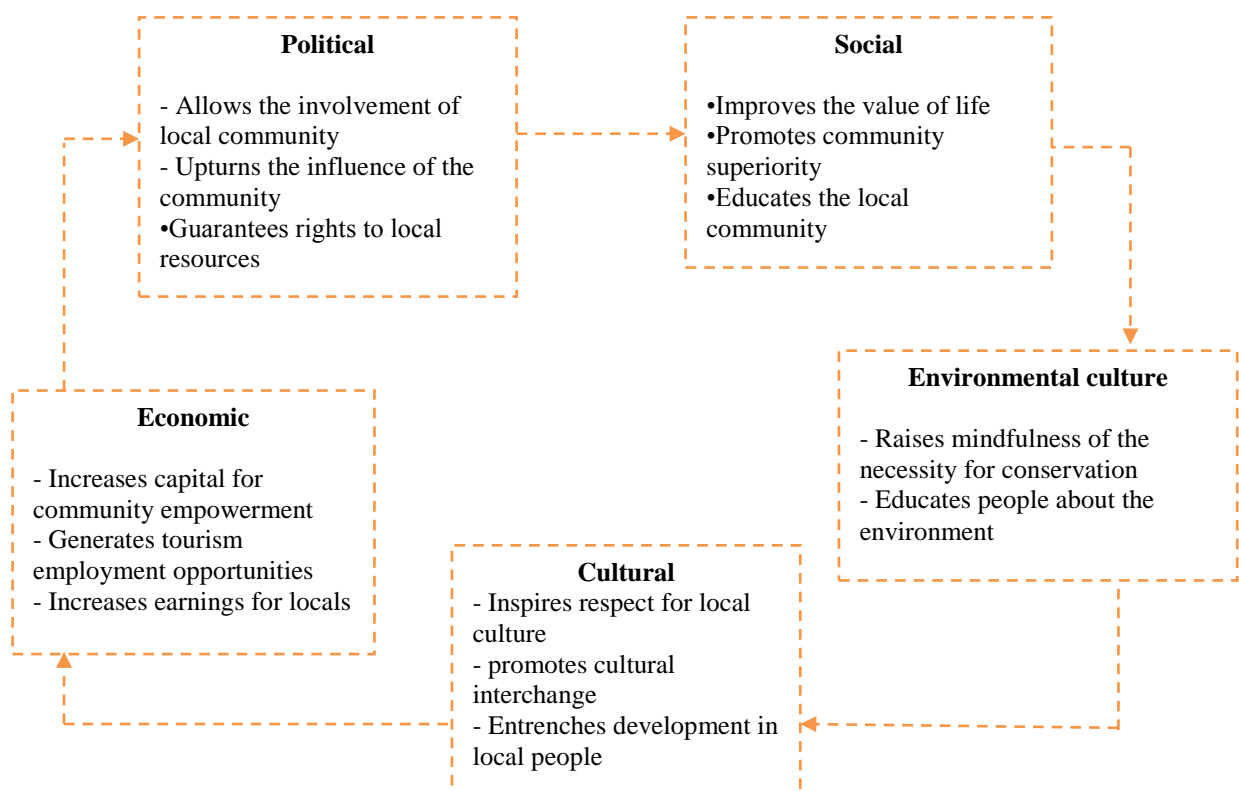 Political
- Allows the involvement of
local community
- Upturns the influence of the
community
•Guarantees rights to local
resources
Social
•Improves the value of life
•Promotes community
superiority
•Educates the local
community
Environmental culture
- Raises mindfulness of the
necessity for conservation
- Educates people about the
environment
Cultural
- Inspires respect for local
culture
- promotes cultural
interchange
- Entrenches development in
local people
Economic
- Increases capital for
community empowerment
- Generates tourism
employment opportunities
- Increases earnings for locals